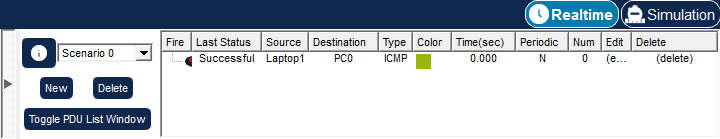 Realtime Simulation
Scenario 0
New Delete
Toggle PDU List Window
Fire Last Status Source Destination Type Color Time(sec) Periodic Num Edit Delete
Successful Laptop1 PC0 ICMP 0.000 N 0 (e... (delete)